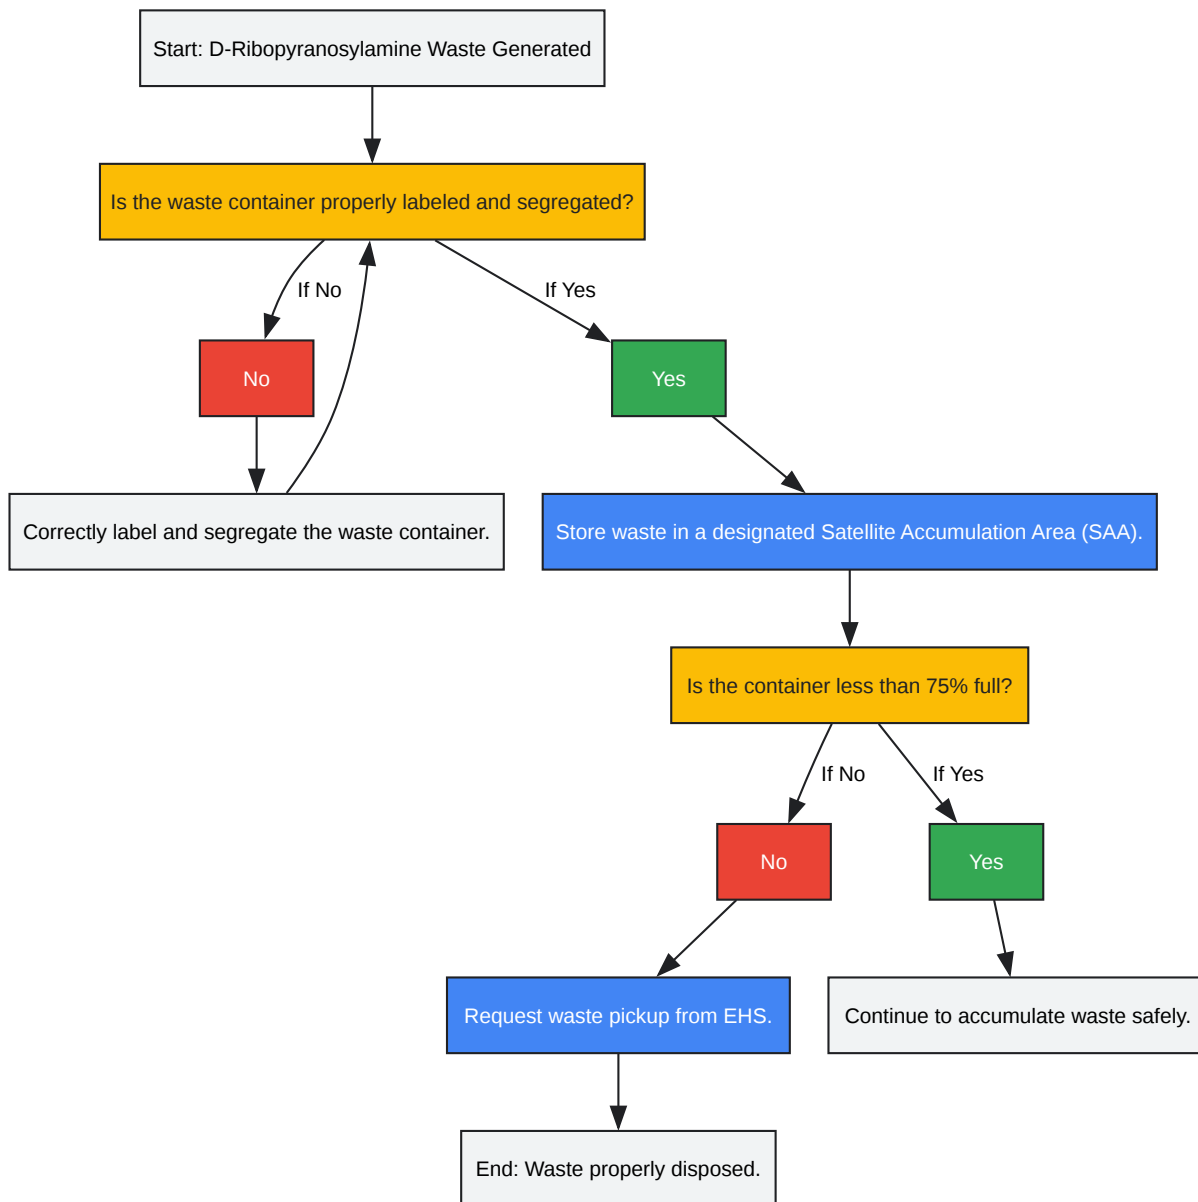 Start: D-Ribopyranosylamine Waste Generated
Is the waste container properly labeled and segregated?
If No
If Yes
No
Yes
Correctly label and segregate the waste container.
Store waste in a designated Satellite Accumulation Area (SAA).
Is the container less than 75% full?
If No
If Yes
No
Yes
Request waste pickup from EHS.
Continue to accumulate waste safely.
End: Waste properly disposed.